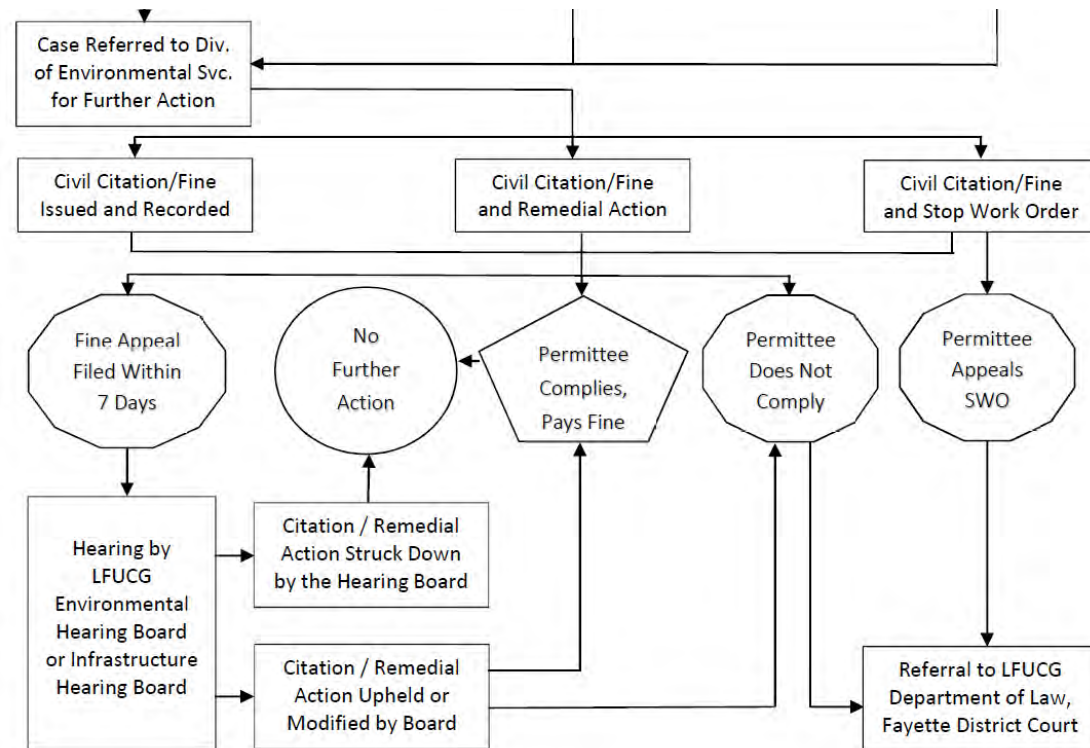 Case Referred to Div.
of Environmental Svc.
for Further Action
Civil Citation/Fine
Issued and Recorded
Civil Citation/Fine
and Remedial Action
Civil Citation/Fine
and Stop Work Order
Fine Appeal
Filed Within
7 Days
No
Further
Action
Permittee
Complies,
Pays Fine
Permittee
Does Not
Comply
Permittee
Appeals
SWO
Hearing by
LFUCG
Environmental
Hearing Board
or Infrastructure
Hearing Board
Citation / Remedial
Action Struck Down
by the Hearing Board
Citation / Remedial
Action Upheld or
Modified by Board
Referral to LFUCG
Department of Law,
Fayette District Court